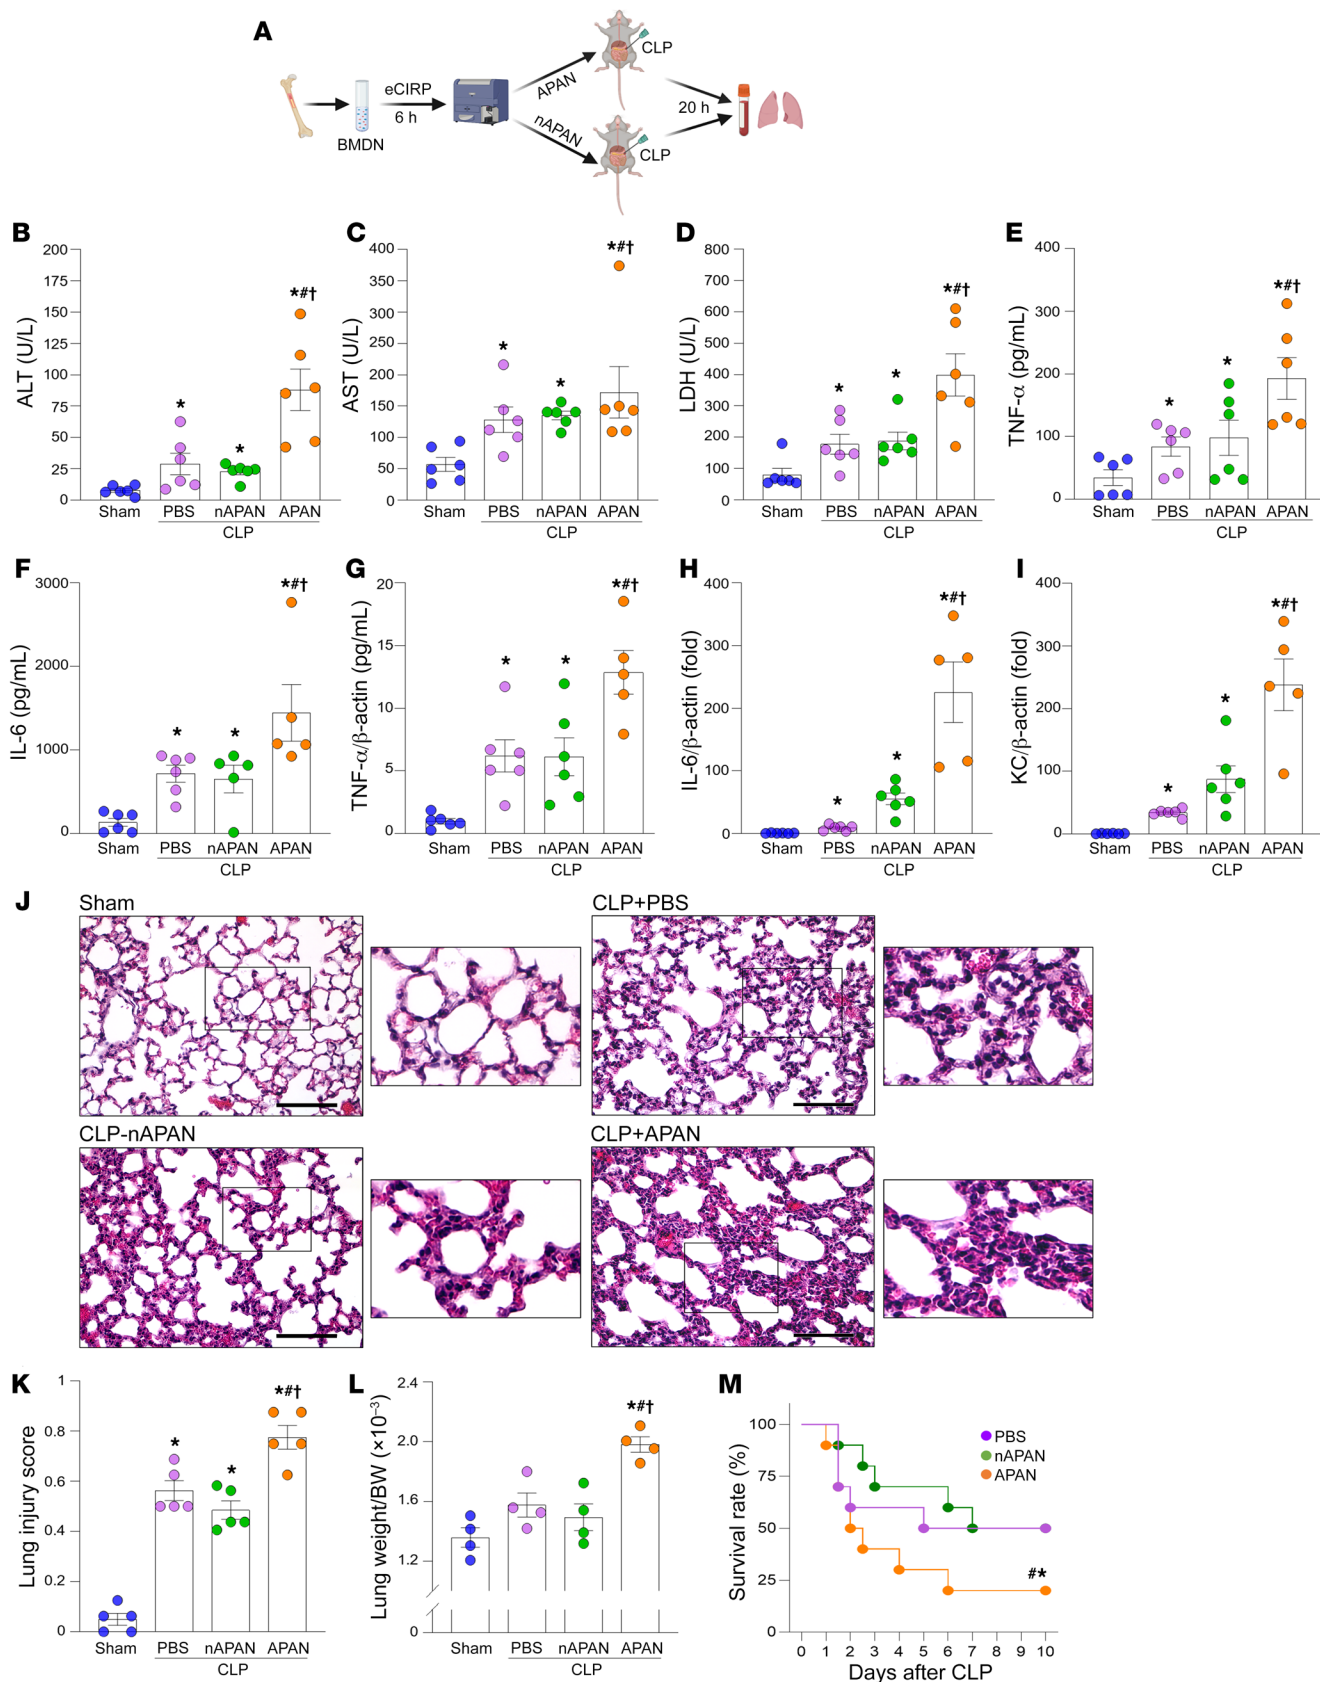 A
BMDN
eCIRP
6 h
APAN
nAPAN
CLP
CLP
20 h
B
ALT (U/L)
200
175
150
125
100
75
50
25
0
*
*
*#†
Sham PBS nAPAN APAN
CLP
C
AST (U/L)
400
350
300
250
200
150
100
50
0
*
*
*#†
Sham PBS nAPAN APAN
CLP
D
LDH (U/L)
800
700
600
500
400
300
200
100
0
*
*
*#†
Sham PBS nAPAN APAN
CLP
E
TNF-α (pg/mL)
400
300
200
100
0
*
*
*#†
Sham PBS nAPAN APAN
CLP
F
IL-6 (pg/mL)
3000
2000
1000
0
*
*
*#†
Sham PBS nAPAN APAN
CLP
G
TNF-α/β-actin (pg/mL)
20
15
10
5
0
*
*
*#†
Sham PBS nAPAN APAN
CLP
H
IL-6/β-actin (fold)
400
300
200
100
0
*
*
*#†
Sham PBS nAPAN APAN
CLP
I
KC/β-actin (fold)
400
300
200
100
0
*
*
*#†
Sham PBS nAPAN APAN
CLP
J
Sham
CLP+PBS
CLP-nAPAN
CLP+APAN
K
Lung injury score
1
0.8
0.6
0.4
0.2
0
*
*
*#†
Sham PBS nAPAN APAN
CLP
L
Lung weight/BW (×10⁻³)
2.4
2.0
1.6
1.2
0
*#†
Sham PBS nAPAN APAN
CLP
M
Survival rate (%)
100
75
50
25
0
PBS
nAPAN
APAN
#*
0 1 2 3 4 5 6 7 8 9 10
Days after CLP